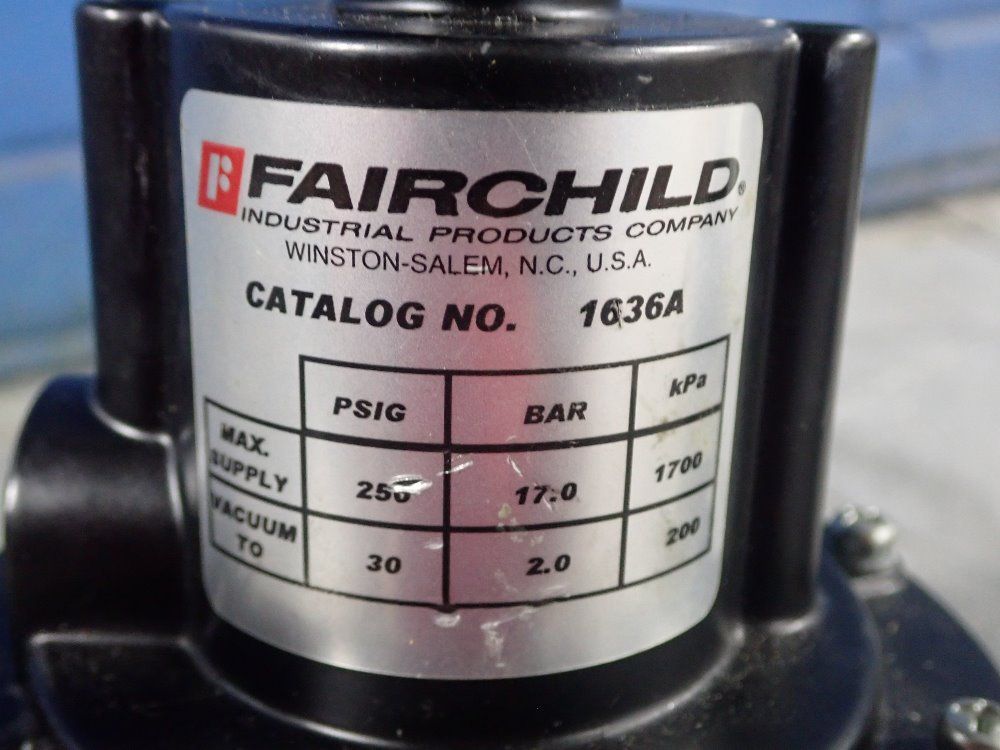 FAIRCHILD®
INDUSTRIAL PRODUCTS COMPANY
WINSTON-SALEM, N.C., U.S.A.
CATALOG NO. 1636A
PSIG BAR kPa
MAX. SUPPLY 250 17.0 1700
VACUUM TO 30 2.0 200